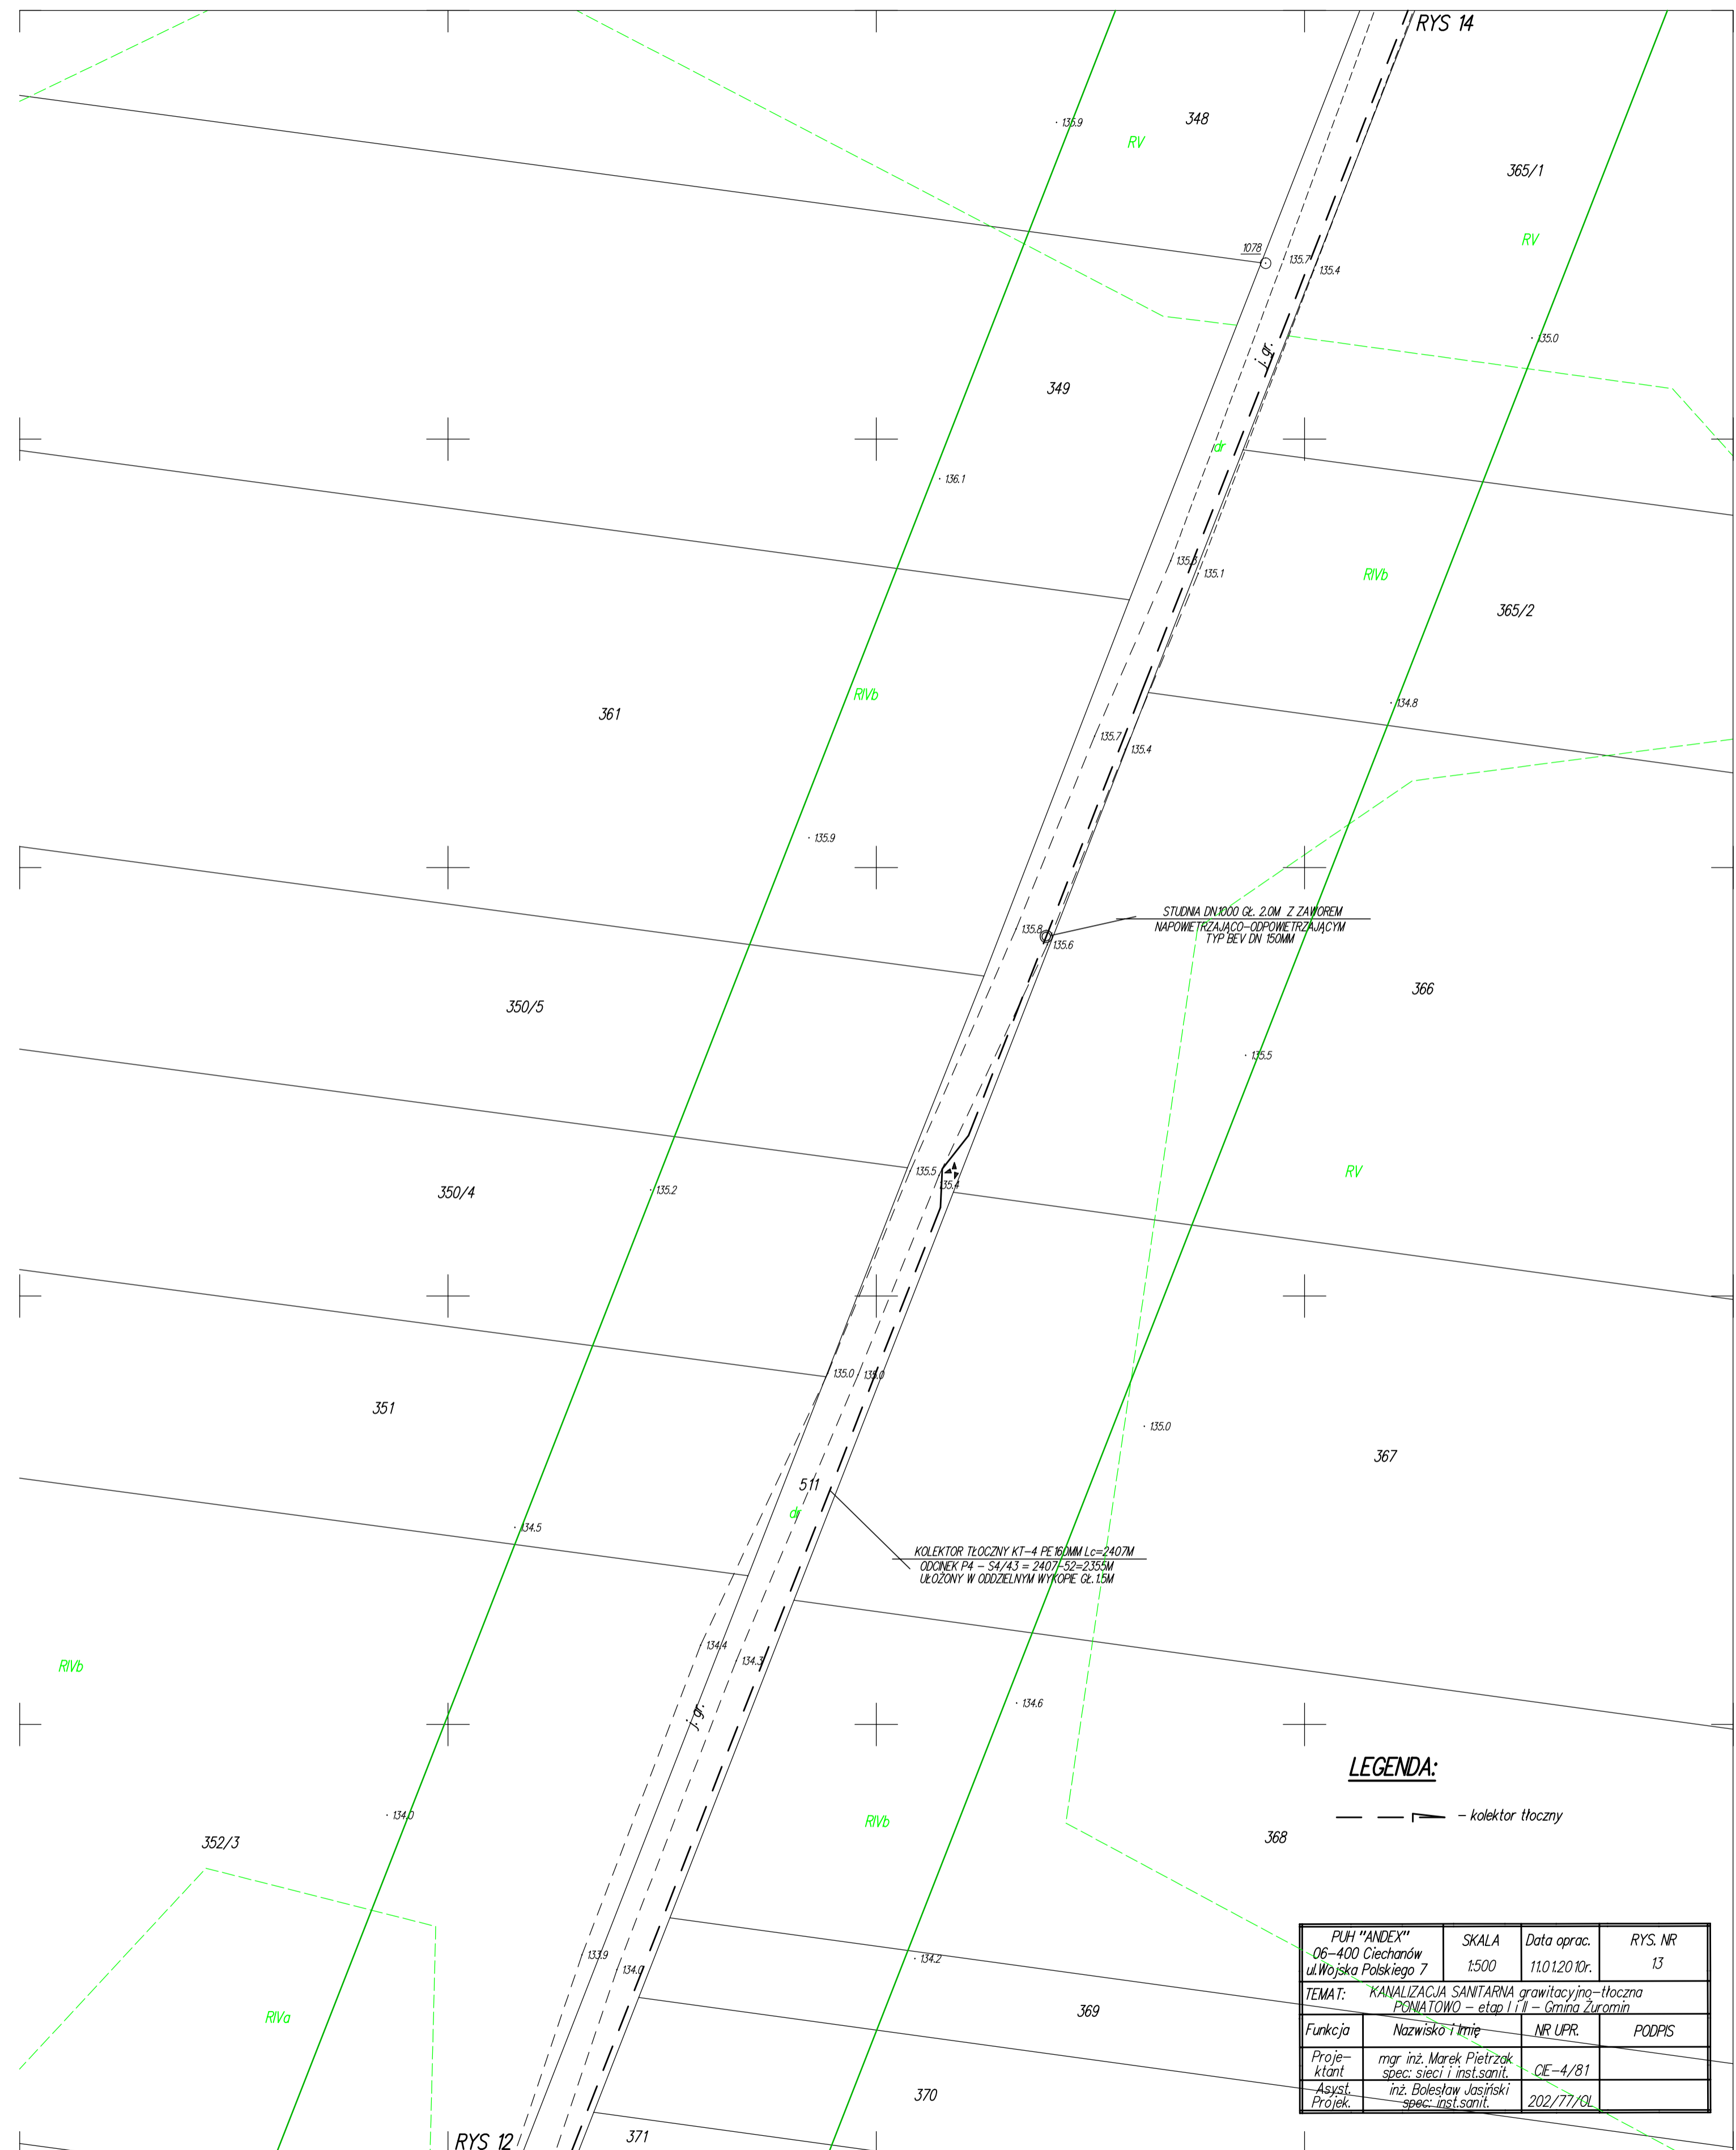 RYS 14
348
· 135.9
RV
365/1
RV
1078
135.7
· 135.4
· 135.0
j. gr.
349
dr
· 136.1
· 135.3
· 135.1
RIVb
365/2
RIVb
· 134.8
361
· 135.7
135.4
· 135.9
STUDNIA DN1000 GŁ. 2.0M Z ZAWOREM
NAPOWIETRZAJĄCO-ODPOWIETRZAJĄCYM
TYP BEV DN 150MM
· 135.8
135.6
366
350/5
· 135.5
· 135.5
135.4
RV
350/4
· 135.2
135.0
· 135.0
351
· 135.0
367
511
dr
· 134.5
KOLEKTOR TŁOCZNY KT-4 PE160MM Lc=2407M
ODCINEK P4 - S4/43 = 2407-52=2355M
UŁOŻONY W ODDZIELNYM WYKOPIE GŁ.1.5M
· 134.4
· 134.3
RIVb
· 134.6
j. gr.
LEGENDA:
- kolektor tłoczny
· 134.0
RIVb
352/3
368
· 133.9
134.0
· 134.2
RIVa
369
370
371
RYS 12
PUH "ANDEX"
06-400 Ciechanów
ul.Wojska Polskiego 7
SKALA
1:500
Data oprac.
11.01.2010r.
RYS. NR
13
TEMAT: KANALIZACJA SANITARNA grawitacyjno-tłoczna
PONIATOWO - etap I i II - Gmina Żuromin
Funkcja Nazwisko i Imię NR UPR. PODPIS
Proje-
ktant
mgr inż. Marek Pietrzak
spec: sieci i inst.sanit.
CIE-4/81
Asyst.
Projek.
inż. Bolesław Jasiński
spec: inst.sanit.
202/77/OL